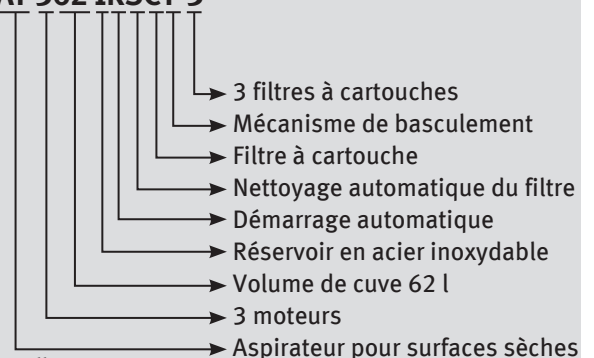 3 filtres à cartouches
Mécanisme de basculement
Filtre à cartouche
Nettoyage automatique du filtre
Démarrage automatique
Réservoir en acier inoxydable
Volume de cuve 62 l
3 moteurs
Aspirateur pour surfaces sèches